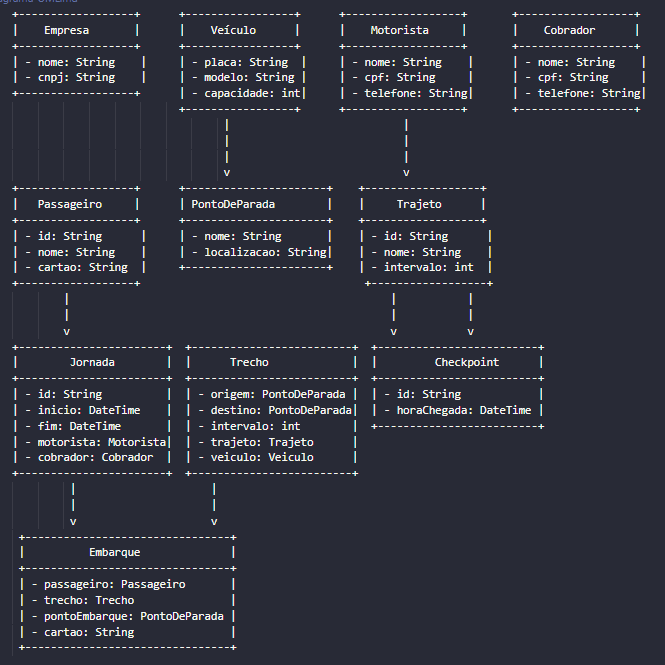 Empresa Veículo Motorista Cobrador
- nome: String - placa: String - nome: String - nome: String
- cnpj: String - modelo: String - cpf: String - cpf: String
- capacidade: int - telefone: String - telefone: String
v v
Passageiro PontoDeParada Trajeto
- id: String - nome: String - id: String
- nome: String - localizacao: String - nome: String
- cartao: String - intervalo: int
v v v
Jornada Trecho Checkpoint
- id: String - origem: PontoDeParada - id: String
- inicio: DateTime - destino: PontoDeParada - horaChegada: DateTime
- fim: DateTime - intervalo: int
- motorista: Motorista - trajeto: Trajeto
- cobrador: Cobrador - veiculo: Veiculo
v v
Embarque
- passageiro: Passageiro
- trecho: Trecho
- pontoEmbarque: PontoDeParada
- cartao: String